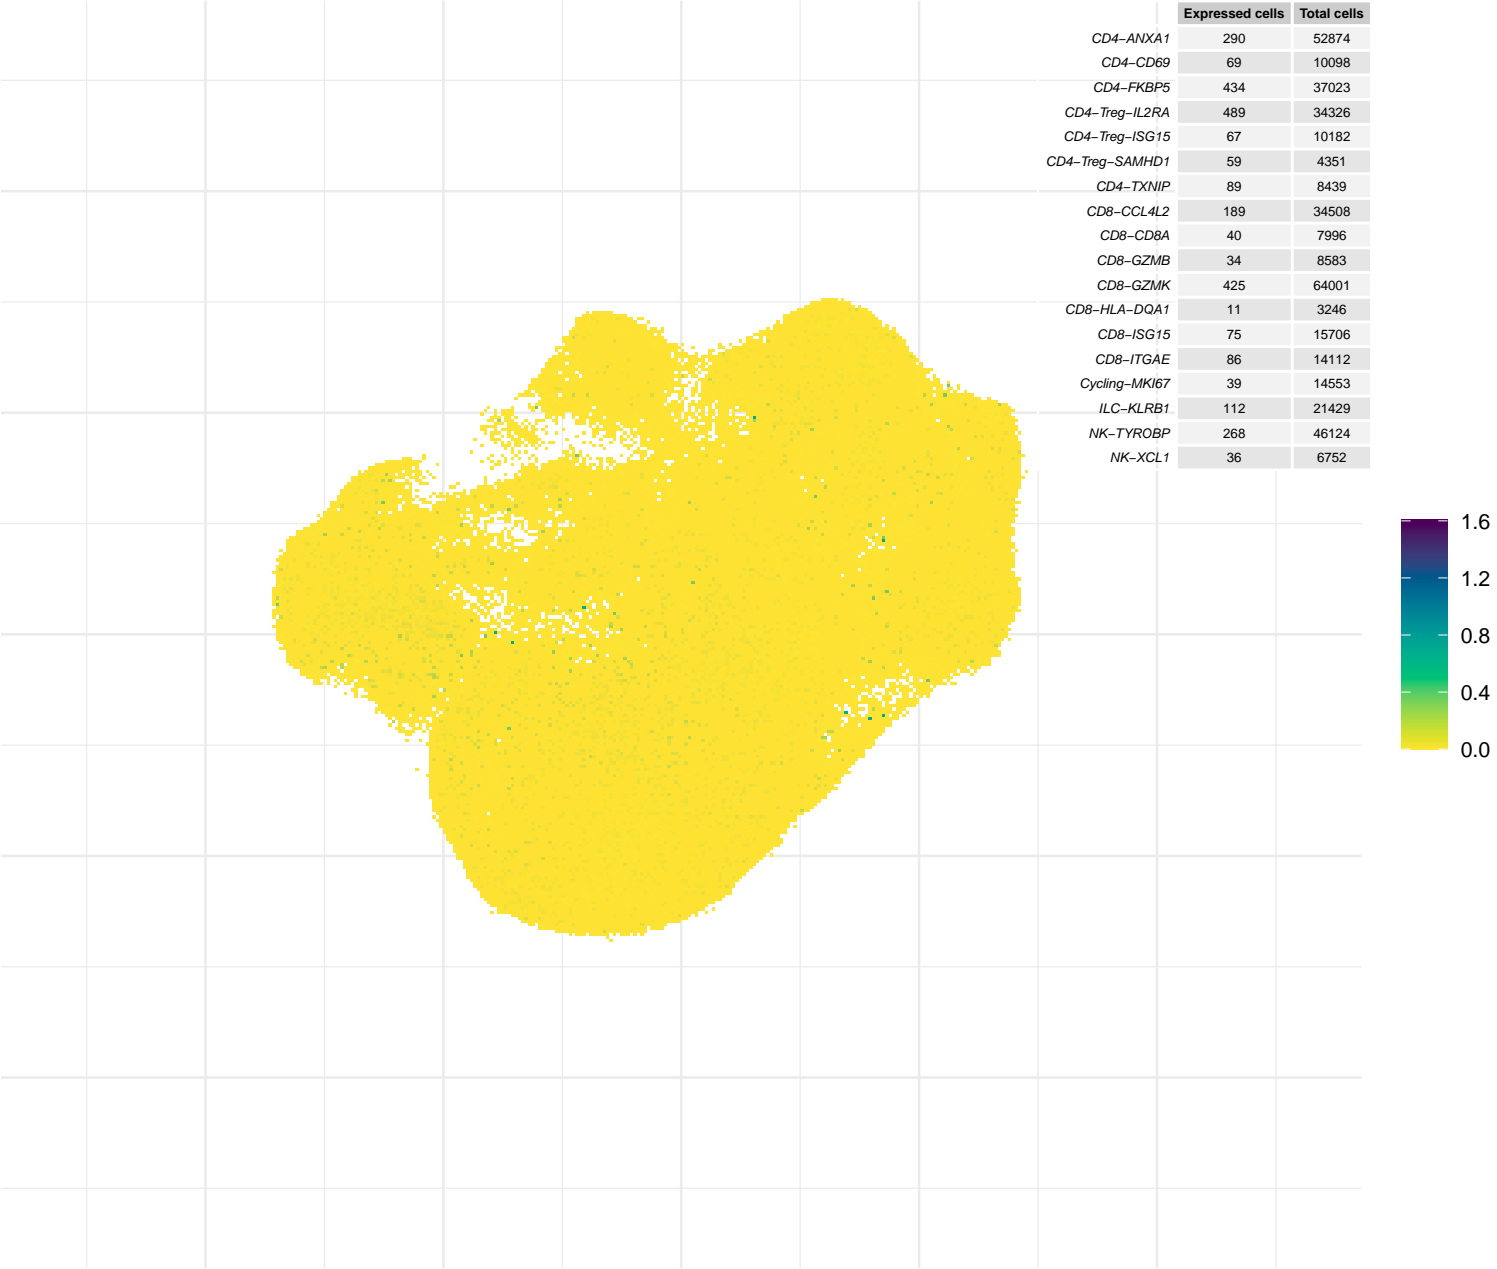 Expressed cells Total cells
CD4−ANXA1 290 52874
CD4−CD69 69 10098
CD4−FKBP5 434 37023
CD4−Treg−IL2RA 489 34326
CD4−Treg−ISG15 67 10182
CD4−Treg−SAMHD1 59 4351
CD4−TXNIP 89 8439
CD8−CCL4L2 189 34508
CD8−CD8A 40 7996
CD8−GZMB 34 8583
CD8−GZMK 425 64001
CD8−HLA−DQA1 11 3246
CD8−ISG15 75 15706
CD8−ITGAE 86 14112
Cycling−MKI67 39 14553
ILC−KLRB1 112 21429
NK−TYROBP 268 46124
NK−XCL1 36 6752
1.6
1.2
0.8
0.4
0.0